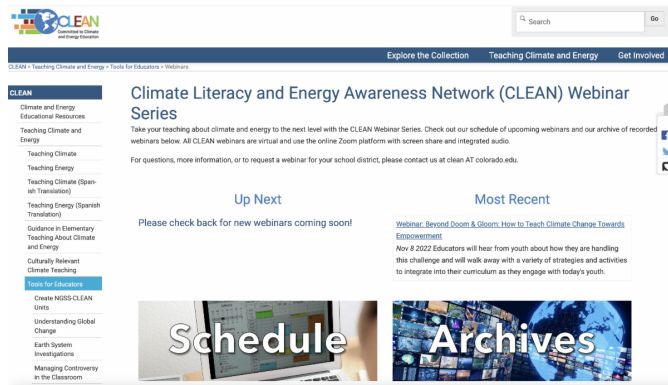 CLEAN
Committed to Climate
and Energy Education
Search
Go
Explore the Collection
Teaching Climate and Energy
Get Involved
CLEAN > Teaching Climate and Energy > Tools for Educators > Webinars
CLEAN
Climate and Energy
Educational Resources
Teaching Climate and
Energy
Teaching Climate
Teaching Energy
Teaching Climate (Span-
ish Translation)
Teaching Energy (Spanish
Translation)
Guidance in Elementary
Teaching About Climate
and Energy
Culturally Relevant
Climate Teaching
Tools for Educators
Create NGSS-CLEAN
Units
Understanding Global
Change
Earth System
Investigations
Managing Controversy
in the Classroom
Climate Literacy and Energy Awareness Network (CLEAN) Webinar
Series
Take your teaching about climate and energy to the next level with the CLEAN Webinar Series. Check out our schedule of upcoming webinars and our archive of recorded
webinars below. All CLEAN webinars are virtual and use the online Zoom platform with screen share and integrated audio.
For questions, more information, or to request a webinar for your school district, please contact us at clean AT colorado.edu.
Up Next
Please check back for new webinars coming soon!
Most Recent
Webinar: Beyond Doom & Gloom: How to Teach Climate Change Towards
Empowerment
Nov 8 2022 Educators will hear from youth about how they are handling
this challenge and will walk away with a variety of strategies and activities
to integrate into their curriculum as they engage with today's youth.
Schedule
Archives